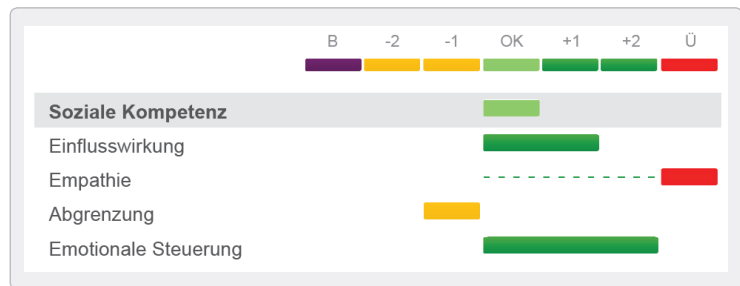 B -2 -1 OK +1 +2 Ü
Soziale Kompetenz
Einflusswirkung
Empathie
Abgrenzung
Emotionale Steuerung